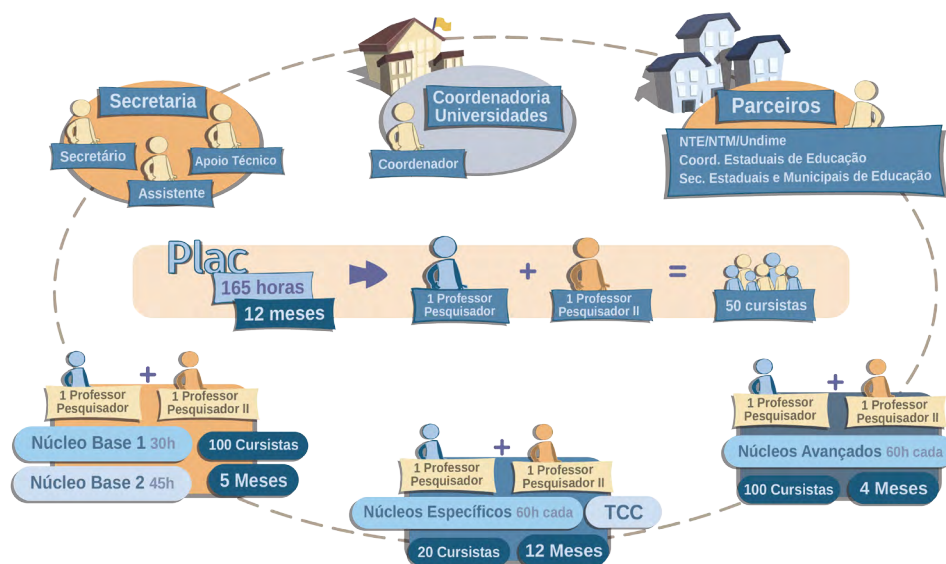 Secretaria
Secretário
Apoio Técnico
Assistente
Coordenadoria
Universidades
Coordenador
Parceiros
NTE/NTM/Undime
Coord. Estaduais de Educação
Sec. Estaduais e Municipais de Educação
Plac
165 horas
12 meses
1 Professor
Pesquisador
+
1 Professor
Pesquisador II
=
50 cursistas
1 Professor
Pesquisador
+
1 Professor
Pesquisador II
Núcleo Base 1 30h
100 Cursistas
Núcleo Base 2 45h
5 Meses
1 Professor
Pesquisador
+
1 Professor
Pesquisador II
Núcleos Específicos 60h cada
TCC
20 Cursistas
12 Meses
1 Professor
Pesquisador
+
1 Professor
Pesquisador II
Núcleos Avançados 60h cada
100 Cursistas
4 Meses